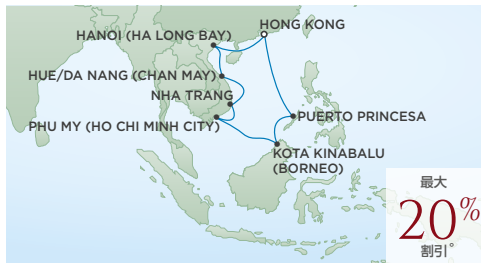 HONG KONG
HANOI (HA LONG BAY)
HUE/DA NANG (CHAN MAY)
NHA TRANG
PHU MY (HO CHI MINH CITY)
PUERTO PRINCESA
KOTA KINABALU
(BORNEO)
最大
20%
割引°